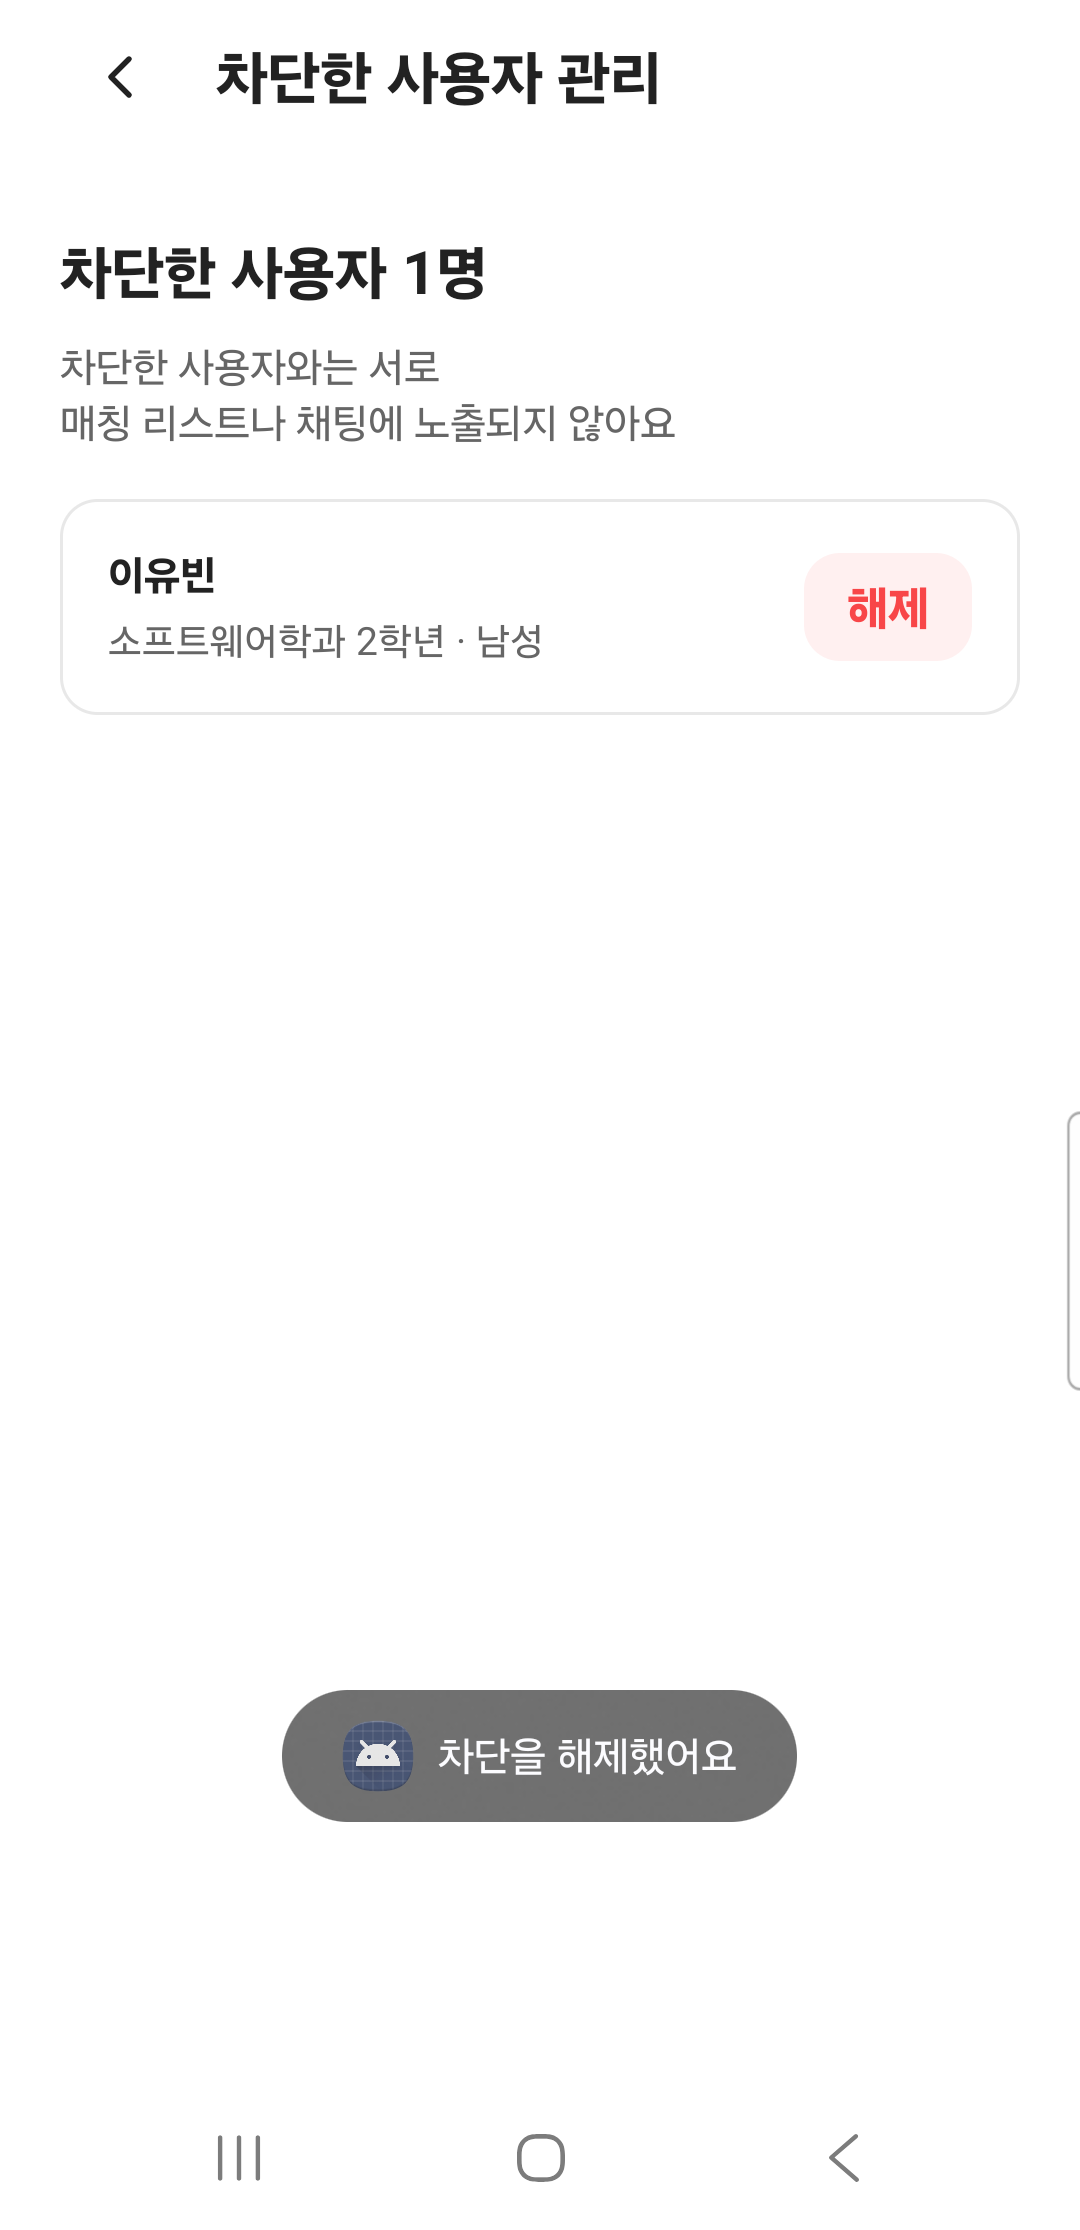 차단한 사용자 관리
차단한 사용자 1명
차단한 사용자와는 서로
매칭 리스트나 채팅에 노출되지 않아요
이유빈
소프트웨어학과 2학년 · 남성
해제
차단을 해제했어요